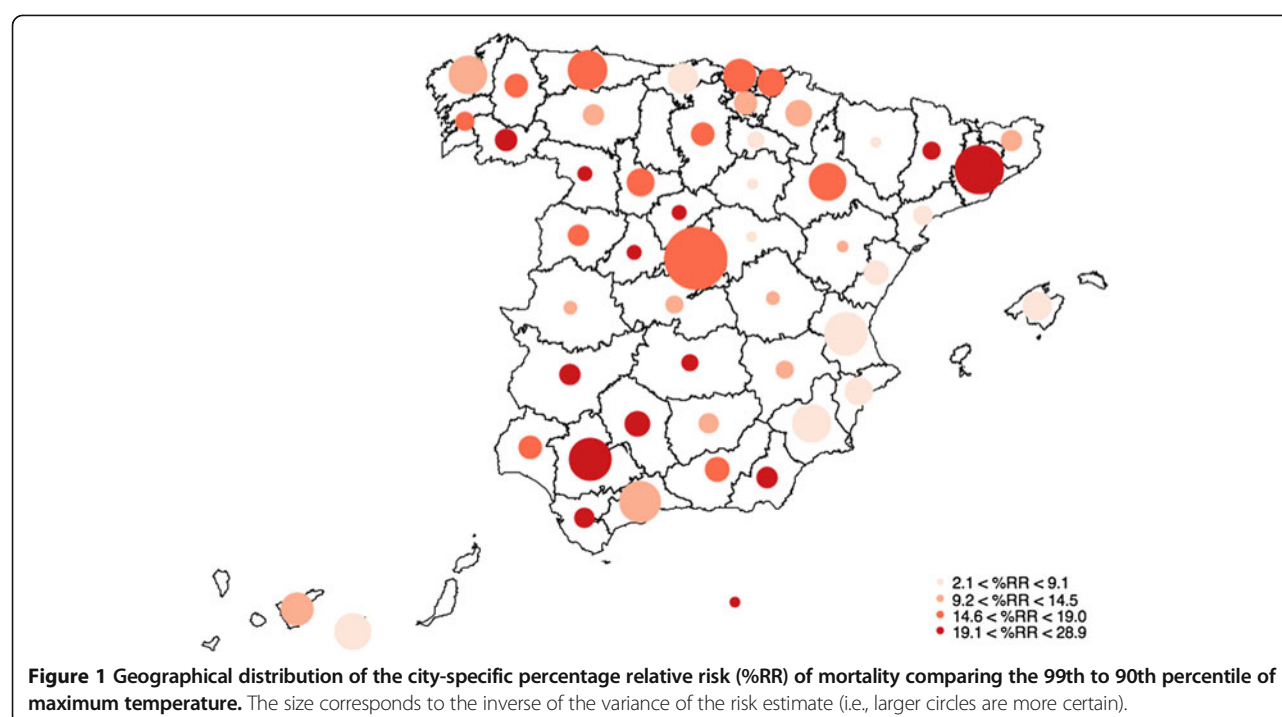 2.1 < %RR < 9.1
9.2 < %RR < 14.5
14.6 < %RR < 19.0
19.1 < %RR < 28.9
Figure 1 Geographical distribution of the city-specific percentage relative risk (%RR) of mortality comparing the 99th to 90th percentile of
maximum temperature. The size corresponds to the inverse of the variance of the risk estimate (i.e., larger circles are more certain).